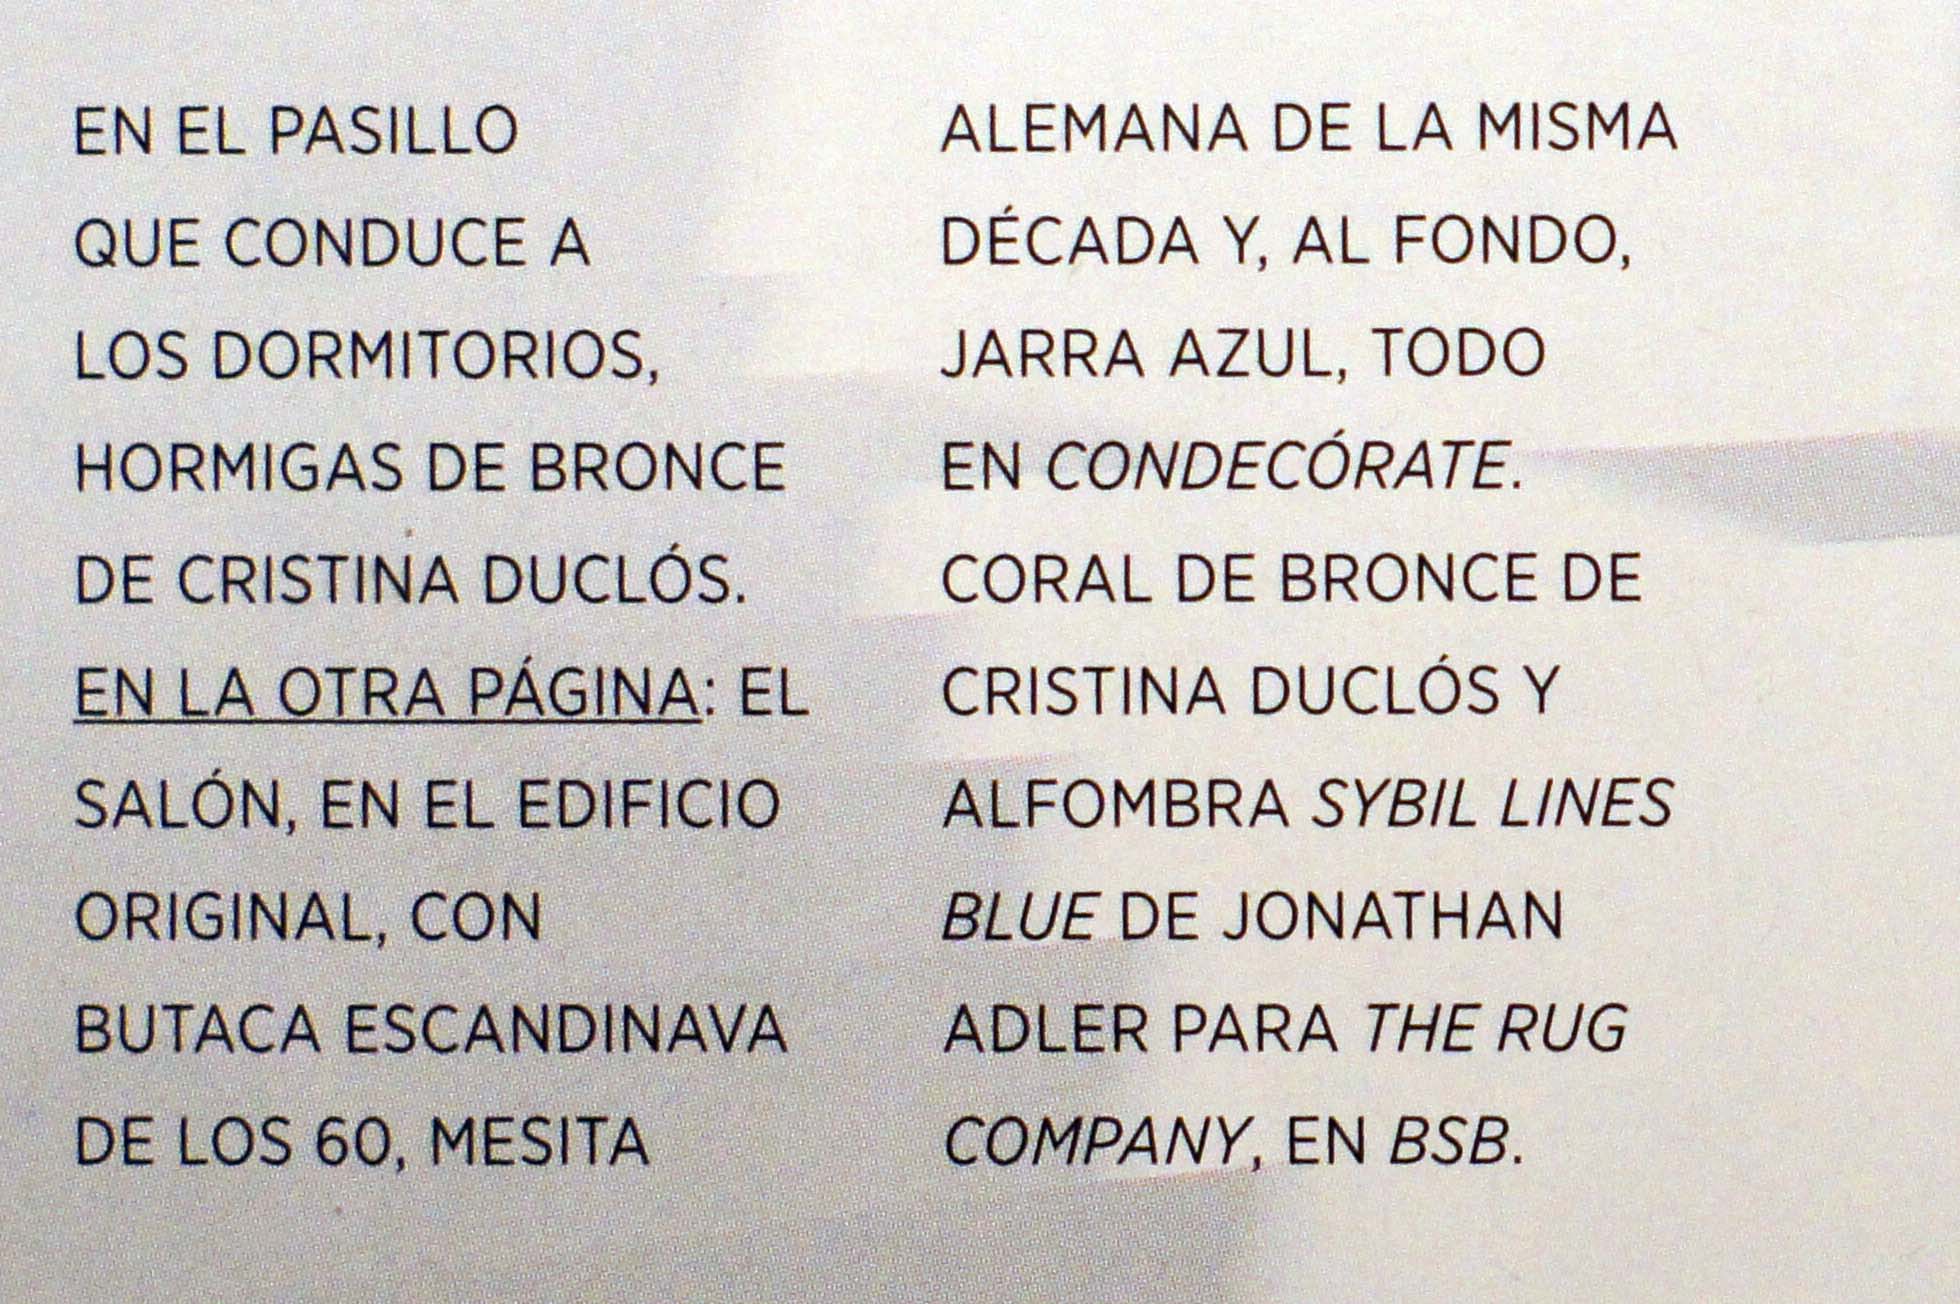 EN EL PASILLO
QUE CONDUCE A
LOS DORMITORIOS,
HORMIGAS DE BRONCE
DE CRISTINA DUCLÓS.
EN LA OTRA PÁGINA: EL
SALÓN, EN EL EDIFICIO
ORIGINAL, CON
BUTACA ESCANDINAVA
DE LOS 60, MESITA
ALEMANA DE LA MISMA
DÉCADA Y, AL FONDO,
JARRA AZUL, TODO
EN CONDECÓRATE.
CORAL DE BRONCE DE
CRISTINA DUCLÓS Y
ALFOMBRA SYBIL LINES
BLUE DE JONATHAN
ADLER PARA THE RUG
COMPANY, EN BSB.